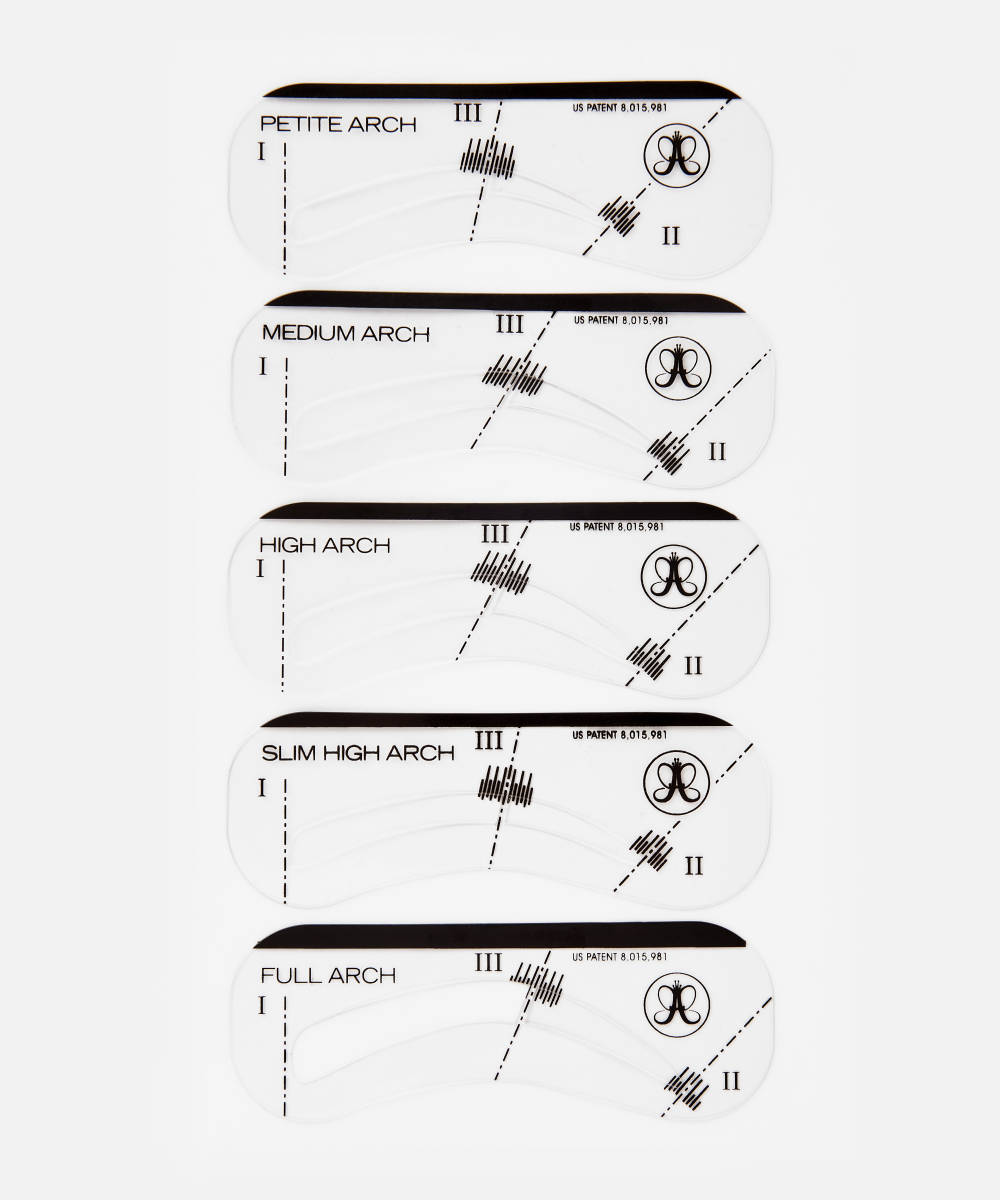 III
US PATENT 8,015,981
PETITE ARCH
I
II
III
US PATENT 8,015,981
MEDIUM ARCH
I
II
III
US PATENT 8,015,981
HIGH ARCH
I
II
III
US PATENT 8,015,981
SLIM HIGH ARCH
I
II
III
US PATENT 8,015,981
FULL ARCH
I
II